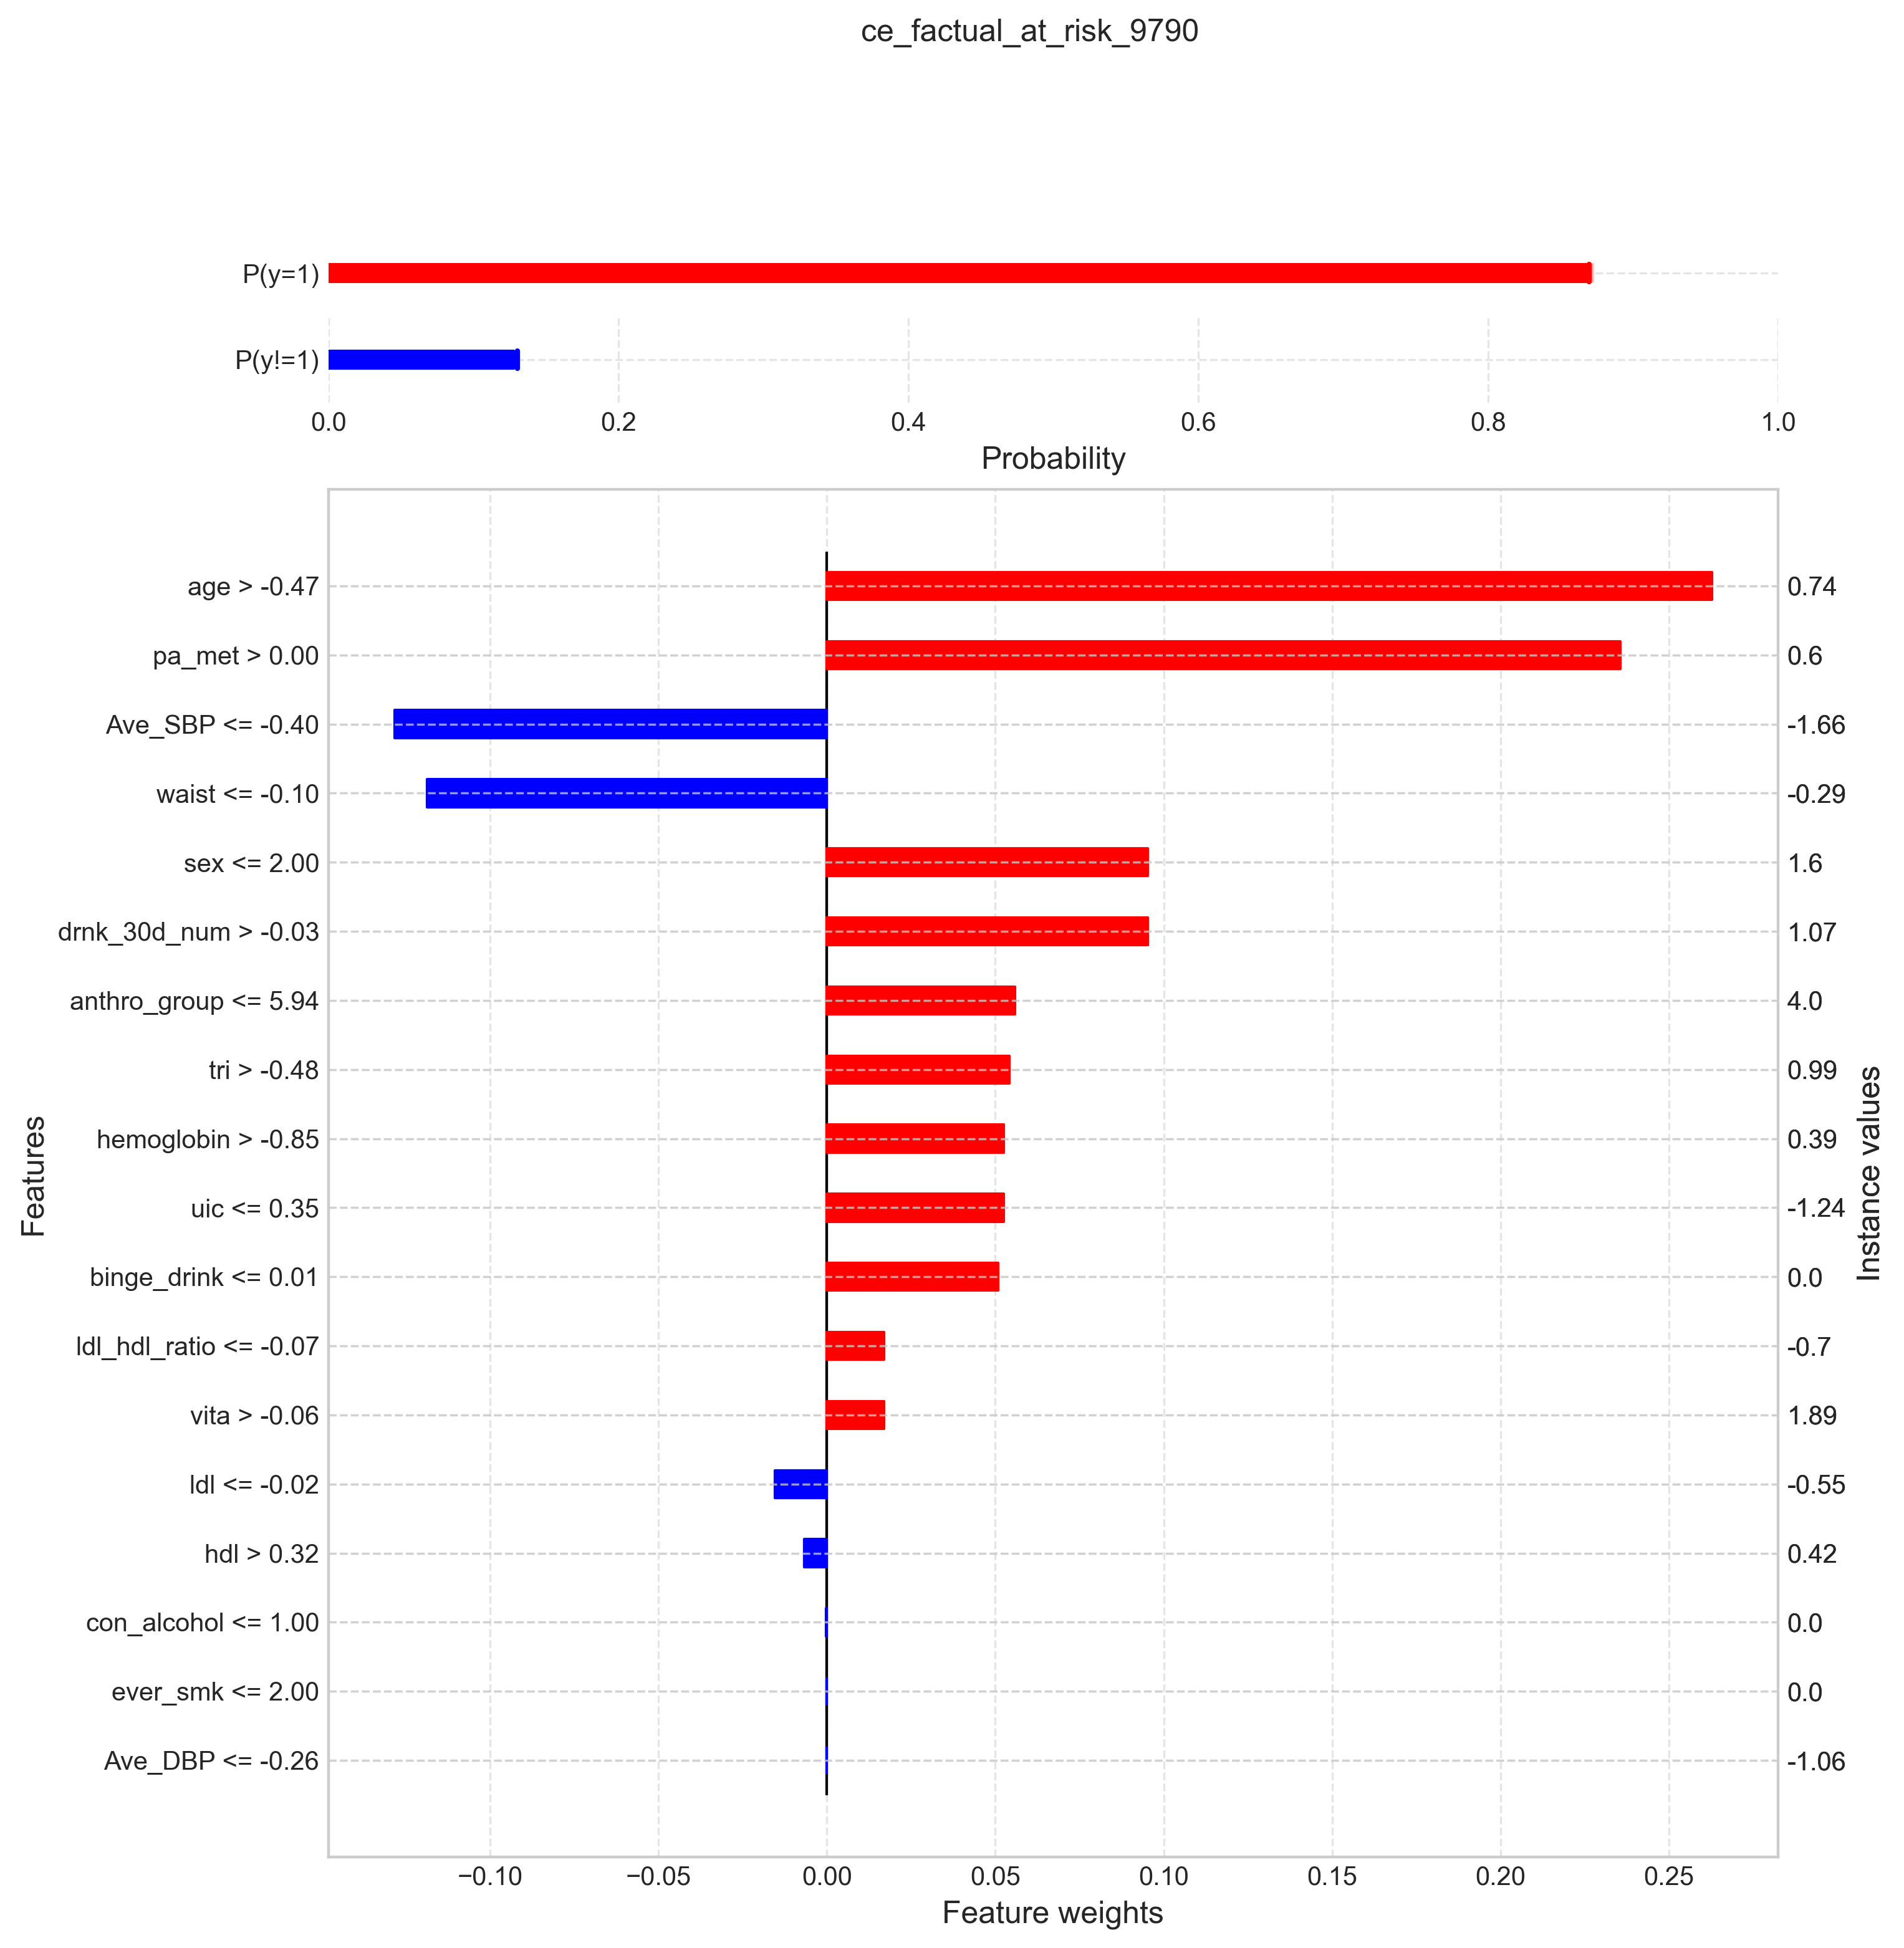 ce_factual_at_risk_9790
P(y=1)
P(y!=1)
0.0 0.2 0.4 0.6 0.8 1.0
Probability
age > -0.47 0.74
pa_met > 0.00 0.6
Ave_SBP <= -0.40 -1.66
waist <= -0.10 -0.29
sex <= 2.00 1.6
drnk_30d_num > -0.03 1.07
anthro_group <= 5.94 4.0
tri > -0.48 0.99
hemoglobin > -0.85 0.39
uic <= 0.35 -1.24
binge_drink <= 0.01 0.0
ldl_hdl_ratio <= -0.07 -0.7
vita > -0.06 1.89
ldl <= -0.02 -0.55
hdl > 0.32 0.42
con_alcohol <= 1.00 0.0
ever_smk <= 2.00 0.0
Ave_DBP <= -0.26 -1.06
Features
Instance values
−0.10 −0.05 0.00 0.05 0.10 0.15 0.20 0.25
Feature weights